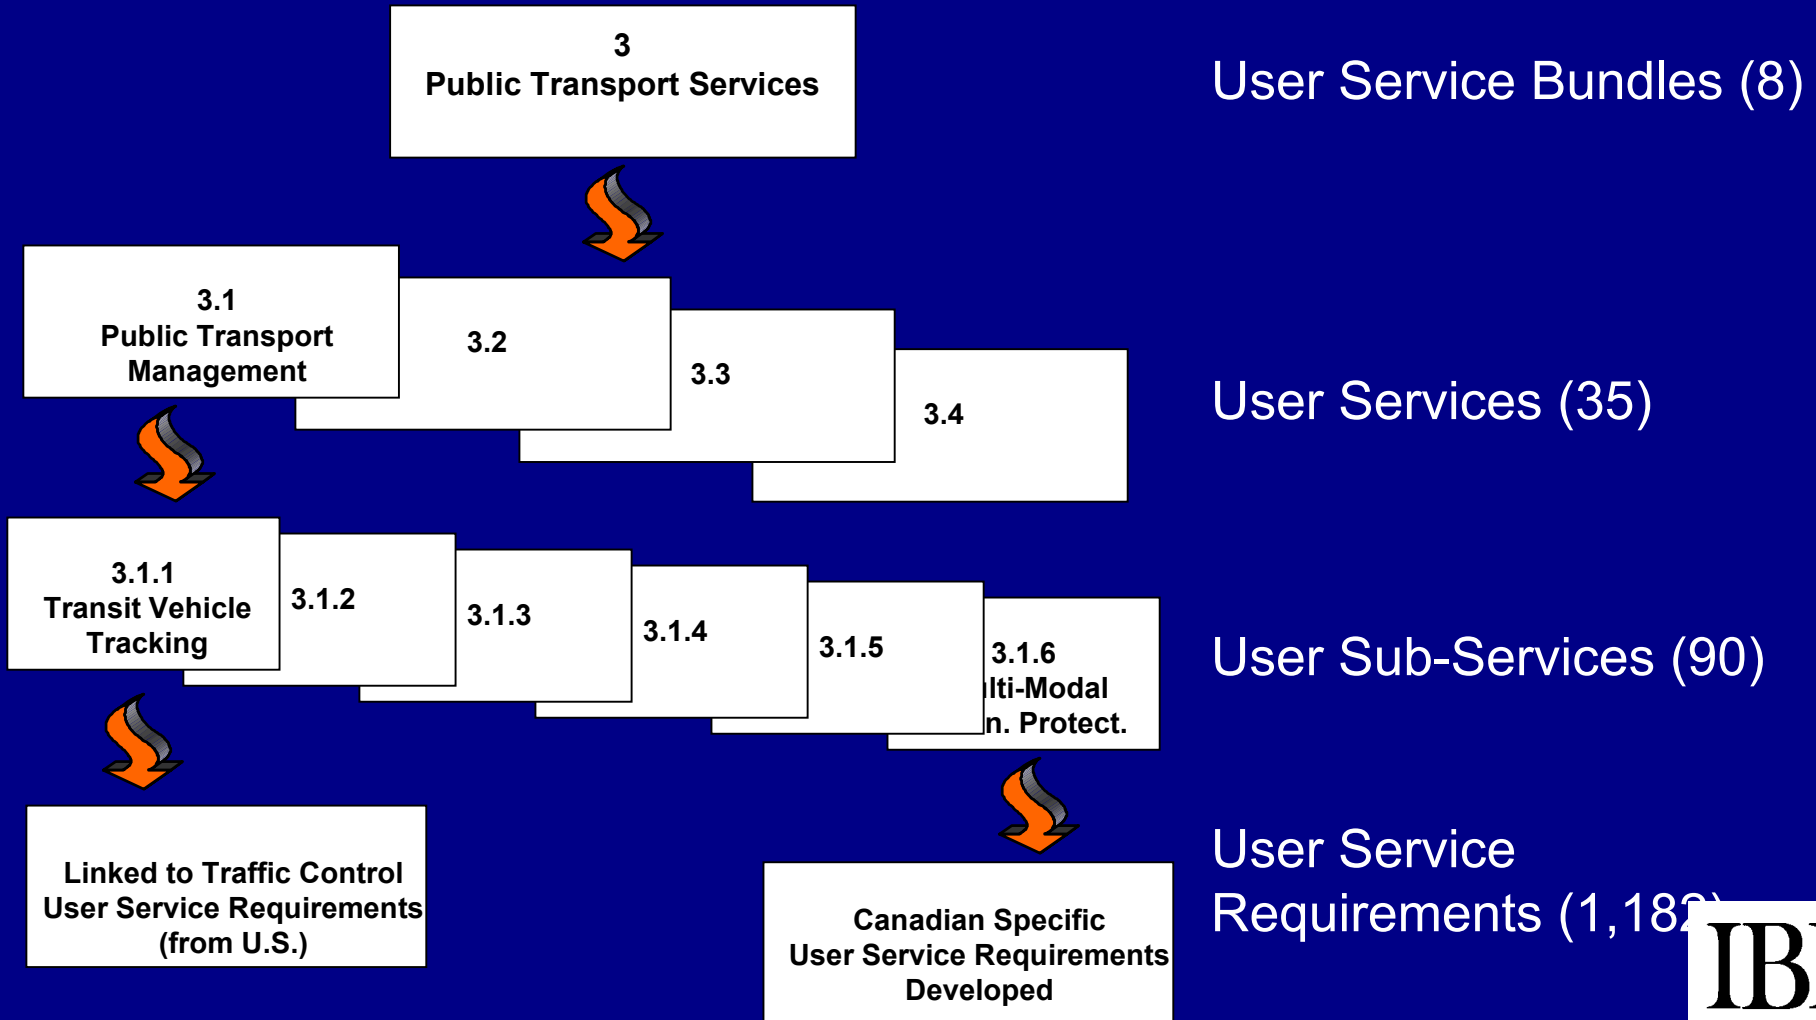 3
Public Transport Services
User Service Bundles (8)
3.1
Public Transport
Management
3.2
3.3
3.4
User Services (35)
3.1.1
Transit Vehicle
Tracking
3.1.2
3.1.3
3.1.4
3.1.5
3.1.6
lti-Modal
n. Protect.
User Sub-Services (90)
Linked to Traffic Control
User Service Requirements
(from U.S.)
Canadian Specific
User Service Requirements
Developed
User Service
Requirements (1,182)